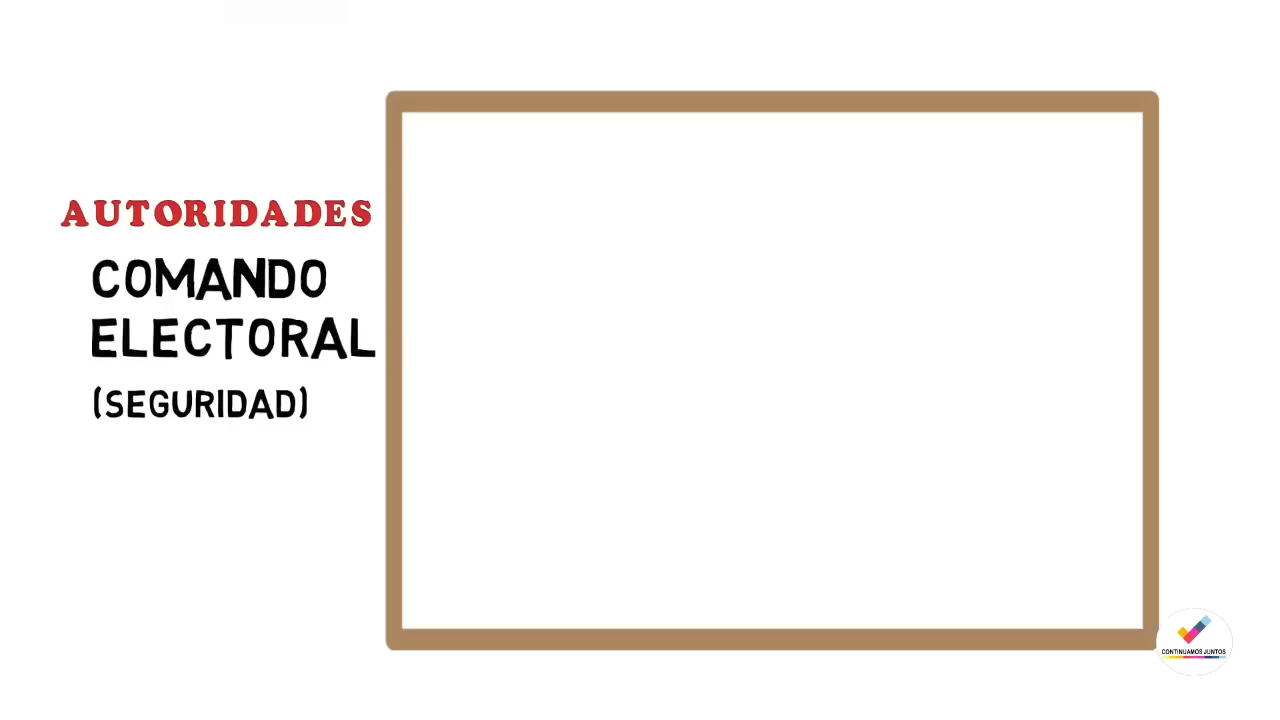 AUTORIDADES
COMANDO
ELECTORAL
(SEGURIDAD)
CONTINUAMOS JUNTOS